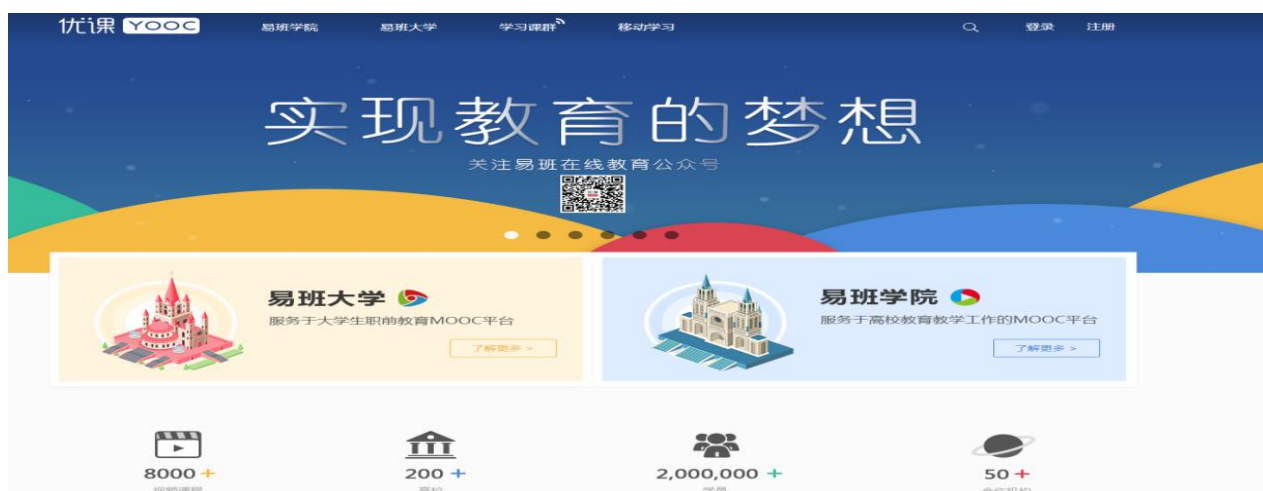 优课 YOOC 易班学院 易班大学 学习课群 移动学习 登录 注册
实现教育的梦想
关注易班在线教育公众号
易班大学
服务于大学生职前教育MOOC平台
了解更多 >
易班学院
服务于高校教育教学工作的MOOC平台
了解更多 >
8000 + 200 + 2,000,000 + 50 +